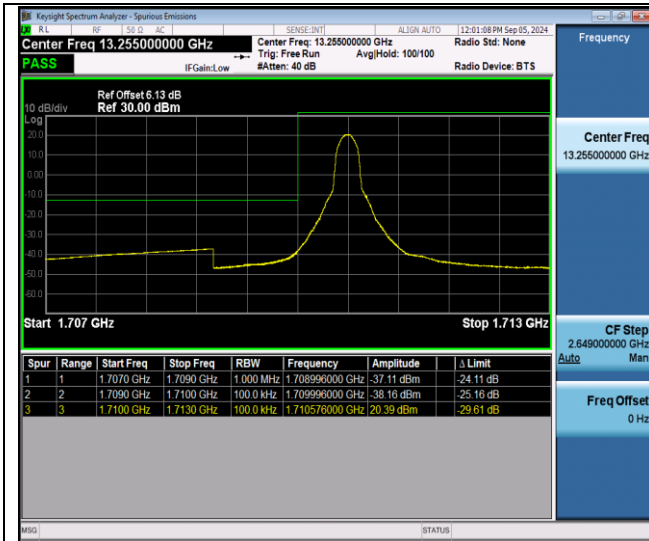 Keysight Spectrum Analyzer - Spurious Emissions
RL RF 50 Ω AC SENSE:INT ALIGN AUTO 12:01:08 PM Sep 05, 2024
Center Freq 13.255000000 GHz
Center Freq: 13.255000000 GHz
Radio Std: None
Trig: Free Run Avg|Hold: 100/100
PASS
IFGain:Low
#Atten: 40 dB
Radio Device: BTS
Ref Offset 6.13 dB
10 dB/div Ref 30.00 dBm
Log
20.0
10.0
0.00
-10.0
-20.0
-30.0
-40.0
-50.0
-60.0
Start 1.707 GHz Stop 1.713 GHz
Spur Range Start Freq Stop Freq RBW Frequency Amplitude Δ Limit
1 1 1.7070 GHz 1.7090 GHz 1.000 MHz 1.708996000 GHz -37.11 dBm -24.11 dB
2 2 1.7090 GHz 1.7100 GHz 100.0 kHz 1.709996000 GHz -38.16 dBm -25.16 dB
3 3 1.7100 GHz 1.7130 GHz 100.0 kHz 1.710576000 GHz 20.39 dBm -29.61 dB
MSG STATUS
Frequency
Center Freq
13.255000000 GHz
CF Step
2.649000000 GHz
Auto Man
Freq Offset
0 Hz